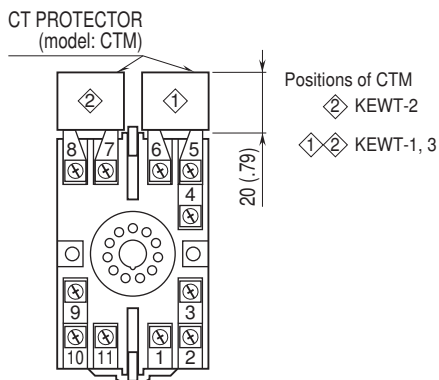 CT PROTECTOR
(model: CTM)
2
1
Positions of CTM
2 KEWT-2
1 2 KEWT-1, 3
20 (.79)
8 7 6 5
4
9 3
10 11 1 2